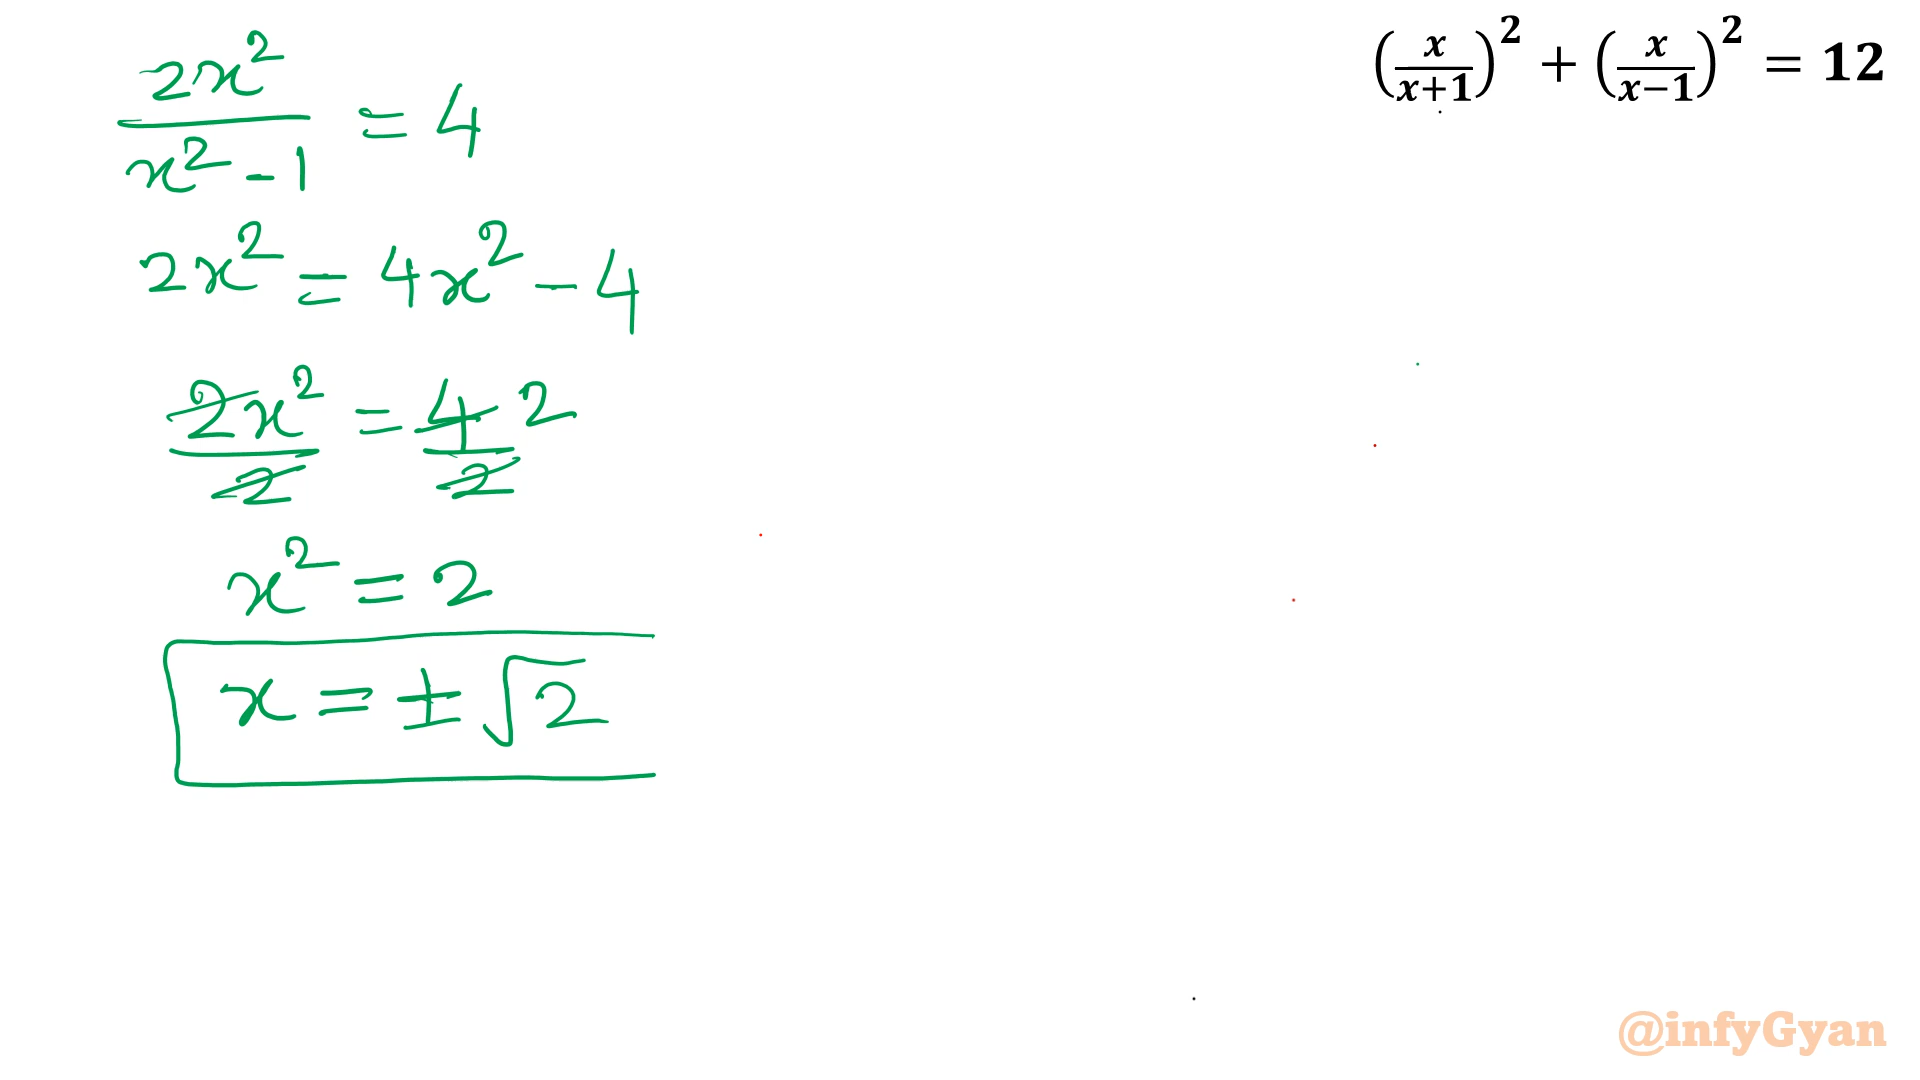 (x/(x+1))² + (x/(x−1))² = 12
2x²/(x² - 1) = 4
2x² = 4x² - 4
2x²/2 = 4/2 2
x² = 2
x = ± √2
@infyGyan